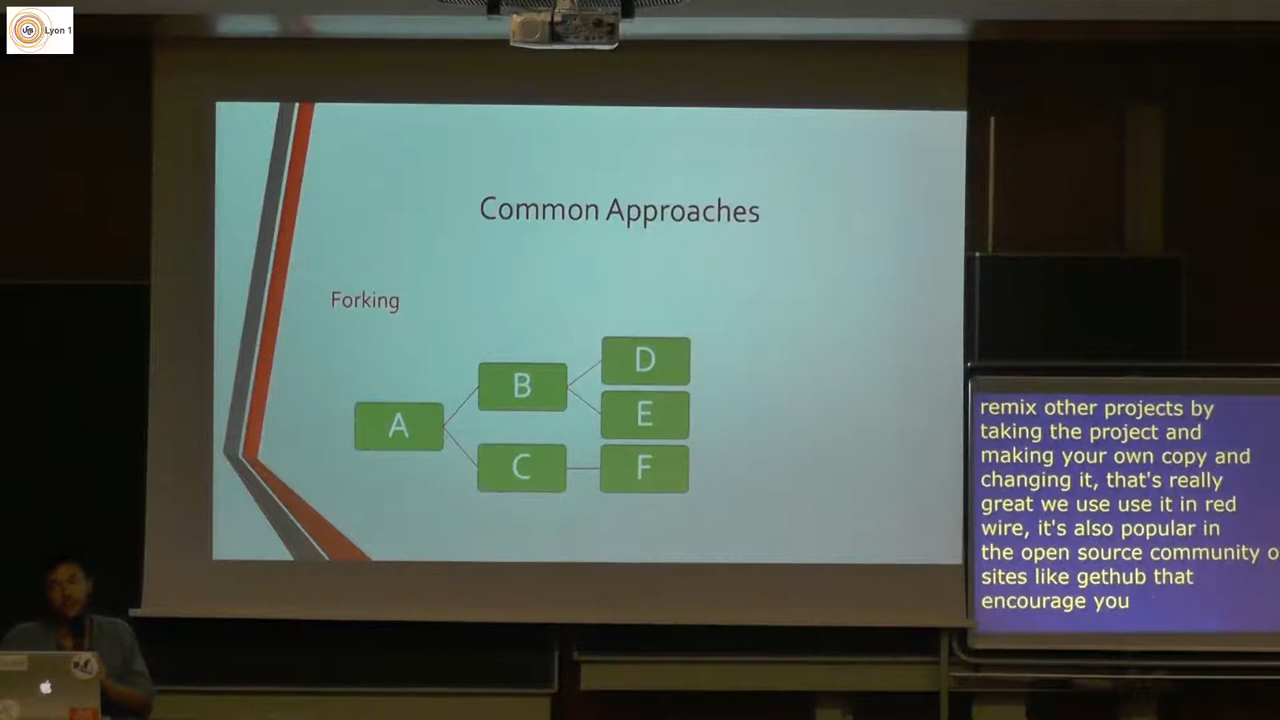 Lyon 1
Common Approaches
Forking
A
B
C
D
E
F
remix other projects by
taking the project and
making your own copy and
changing it, that's really
great we use use it in red
wire, it's also popular in
the open source community o
sites like gethub that
encourage you